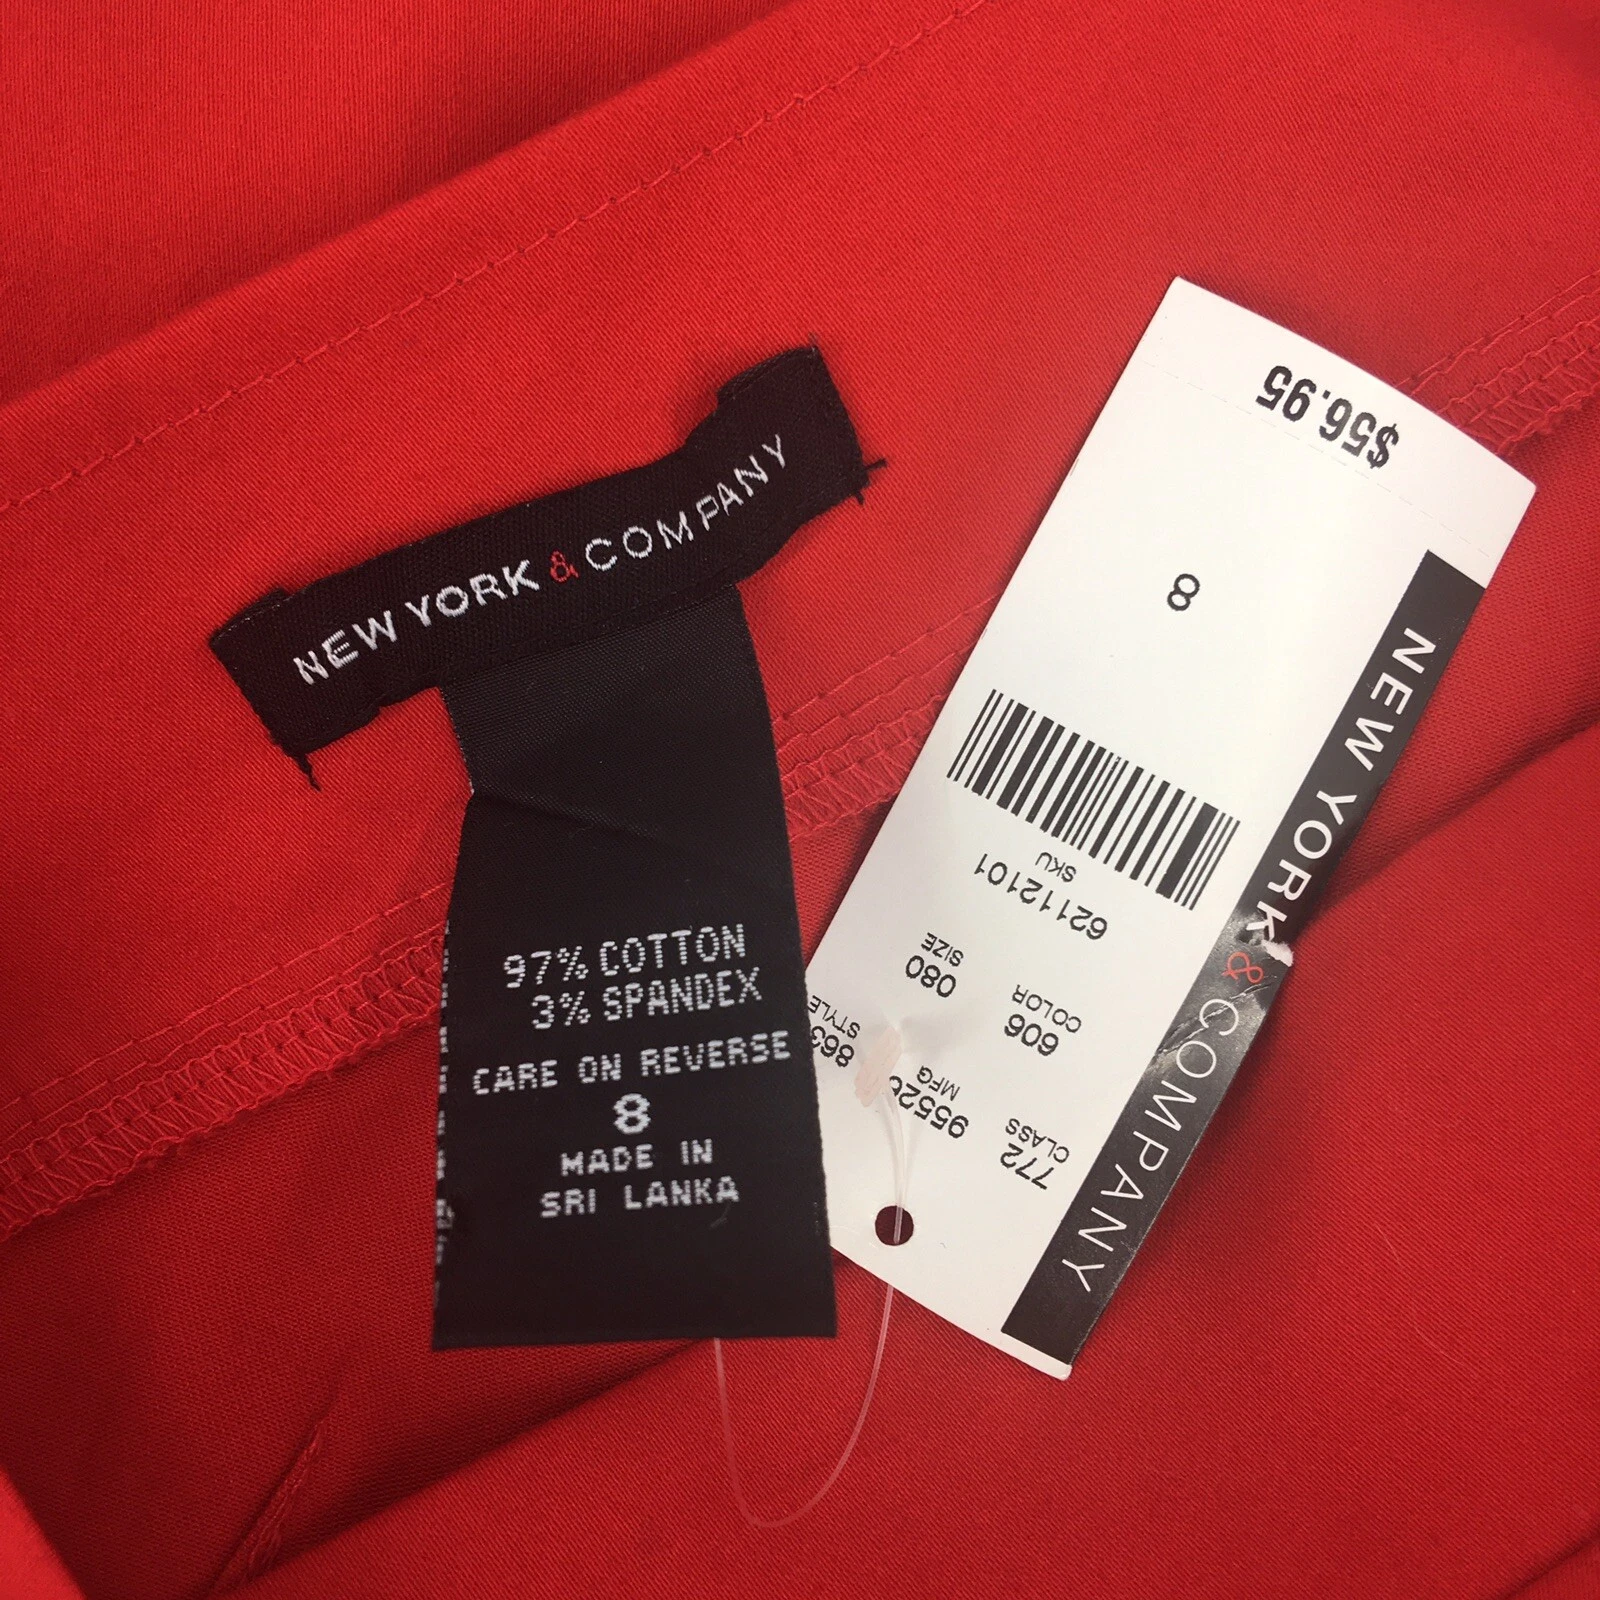 NEW YORK & COMPANY
97% COTTON
3% SPANDEX
CARE ON REVERSE
8
MADE IN
SRI LANKA
NEW YORK & COMPANY
772
CLASS
MFG
STYLE
606
COLOR
080
SIZE
62112101
SKU
8
$56.95